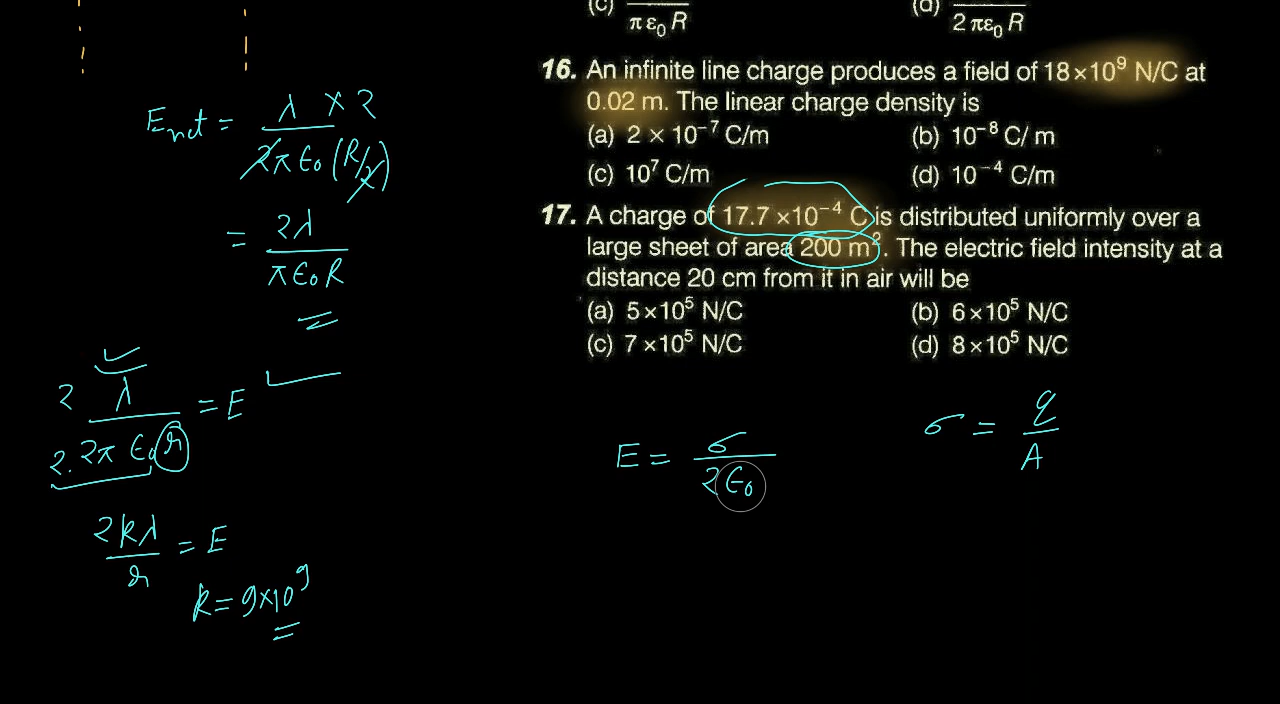 (c) / πε₀R (d) / 2πε₀R
16. An infinite line charge produces a field of 18×10⁹ N/C at
0.02 m. The linear charge density is
(a) 2 × 10⁻⁷ C/m (b) 10⁻⁸ C/ m
(c) 10⁷ C/m (d) 10⁻⁴ C/m
17. A charge of 17.7 ×10⁻⁴ C is distributed uniformly over a
large sheet of area 200 m². The electric field intensity at a
distance 20 cm from it in air will be
(a) 5×10⁵ N/C (b) 6×10⁵ N/C
(c) 7 ×10⁵ N/C (d) 8×10⁵ N/C
Enet = λ × 2 / 2π ϵ₀ (R/2)
= 2λ / π ϵ₀ R
2 λ / 2. 2π ϵ₀ r = E
2kλ / r = E
k = 9×10⁹
E = σ / 2ϵ₀
σ = q / A